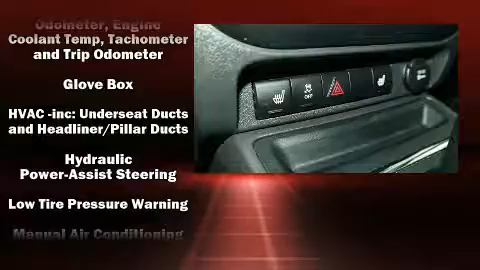 Odometer, Engine
Coolant Temp, Tachometer
and Trip Odometer
Glove Box
HVAC -inc: Underseat Ducts
and Headliner/Pillar Ducts
Hydraulic
Power-Assist Steering
Low Tire Pressure Warning
Manual Air Conditioning
OFF